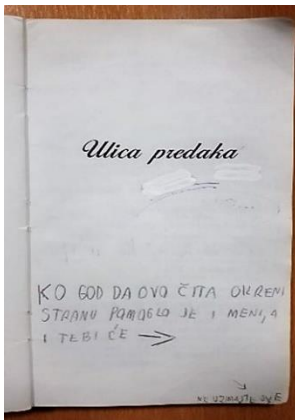 Ulica predaka
KO GOD DA OVO ČITA OKRENI
STRANU POMOGLO JE I MENI, A
I TEBI ĆE →